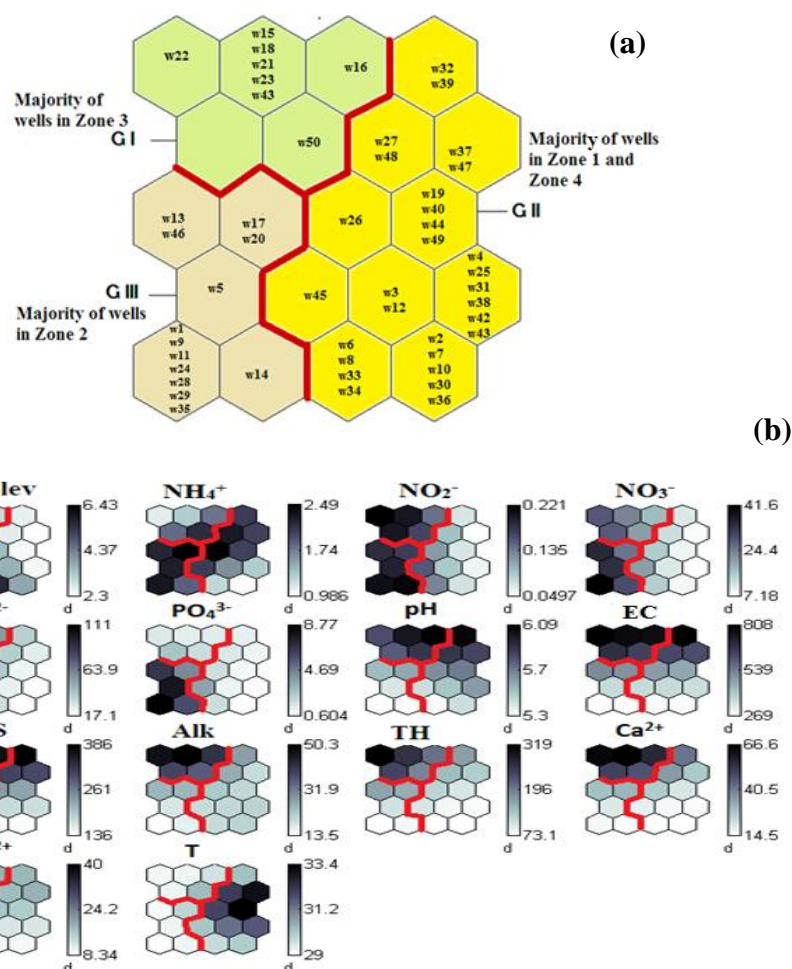 (a)
w22
w15
w18
w21
w23
w43
w16
w32
w39
Majority of
wells in Zone 3
G I
w50
w27
w48
w37
w47
Majority of wells
in Zone 1 and
Zone 4
w13
w46
w17
w20
w26
w19
w40
w44
w49
G II
G III
Majority of wells
in Zone 2
w5
w45
w3
w12
w4
w25
w31
w38
w42
w43
w1
w9
w11
w24
w28
w29
w35
w14
w6
w8
w33
w34
w2
w7
w10
w30
w36
(b)
lev
6.43
4.37
2.3
d
NH₄⁺
2.49
1.74
0.986
d
NO₂⁻
0.221
0.135
0.0497
d
NO₃⁻
41.6
24.4
7.18
d
2-
111
63.9
17.1
d
PO₄³⁻
8.77
4.69
0.604
d
pH
6.09
5.7
5.3
d
EC
808
539
269
d
S
386
261
136
d
Alk
50.3
31.9
13.5
d
TH
319
196
73.1
d
Ca²⁺
66.6
40.5
14.5
d
2+
40
24.2
8.34
d
T
33.4
31.2
29
d